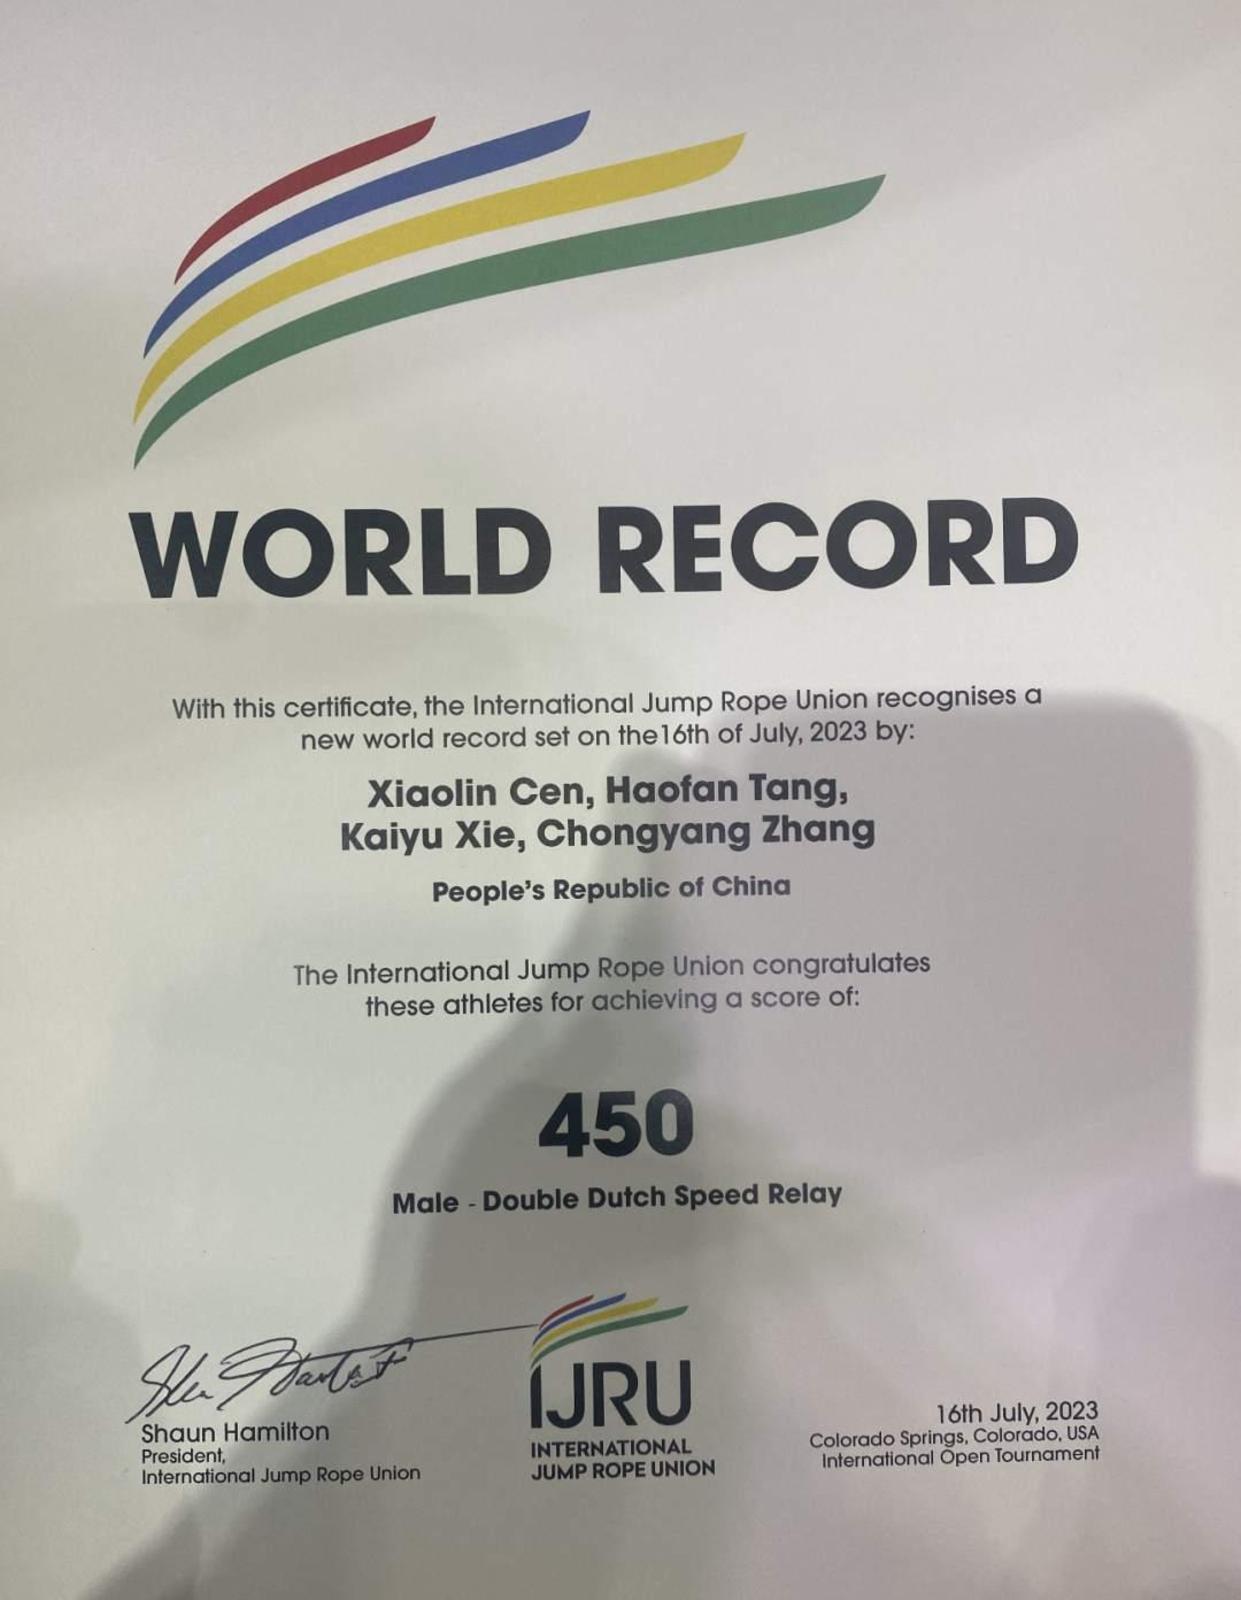 WORLD RECORD
With this certificate, the International Jump Rope Union recognises a
new world record set on the16th of July, 2023 by:
Xiaolin Cen, Haofan Tang,
Kaiyu Xie, Chongyang Zhang
People's Republic of China
The International Jump Rope Union congratulates
these athletes for achieving a score of:
450
Male - Double Dutch Speed Relay
Shaun Hamilton
President,
International Jump Rope Union
IJRU
INTERNATIONAL
JUMP ROPE UNION
16th July, 2023
Colorado Springs, Colorado, USA
International Open Tournament